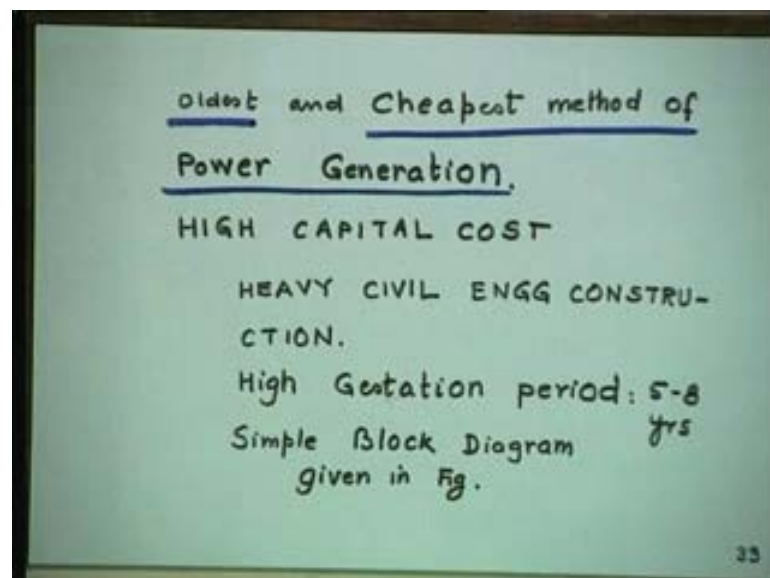 oldest and Cheapest method of
Power Generation.
HIGH CAPITAL COST
HEAVY CIVIL ENGG CONSTRU-
CTION.
High Gestation period: 5-8
yrs
Simple Block Diagram
given in Fig.
39